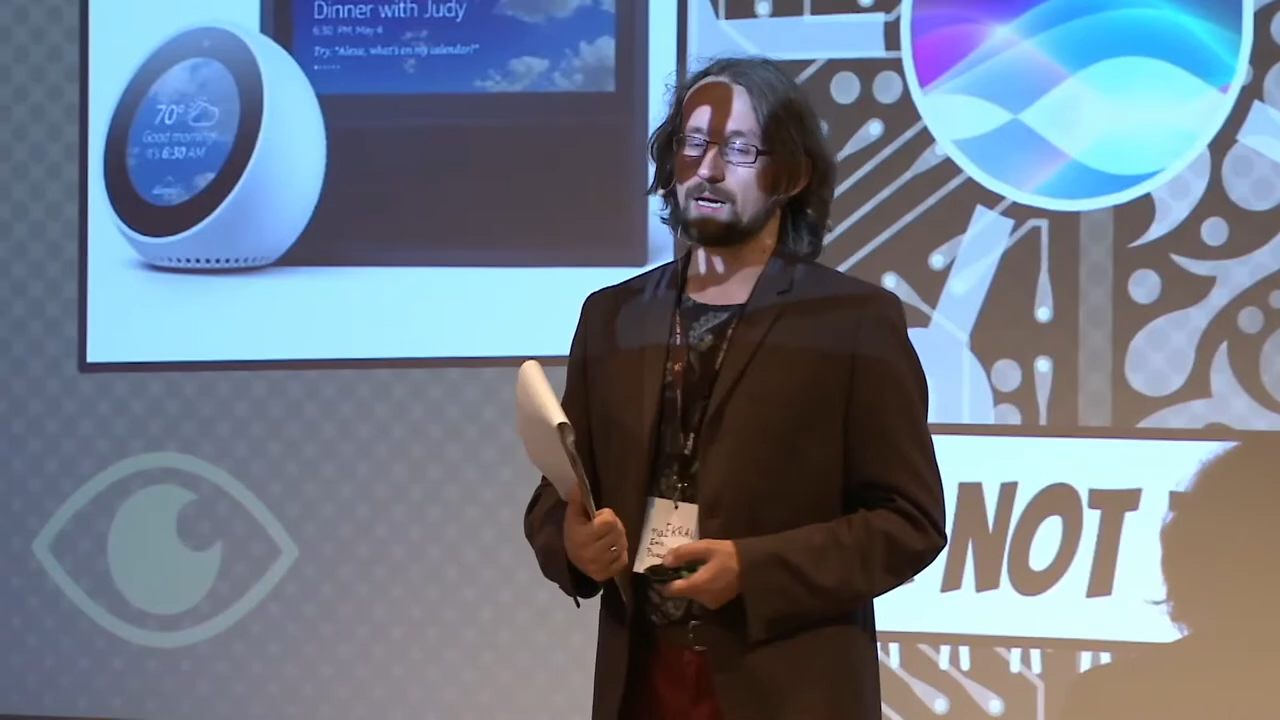 Dinner with Judy
6:30 PM, May 4
Try, "Alexa, what's on my calendar?"
70°
Good morning!
It's 6:30 AM
NOT
naEKRAN